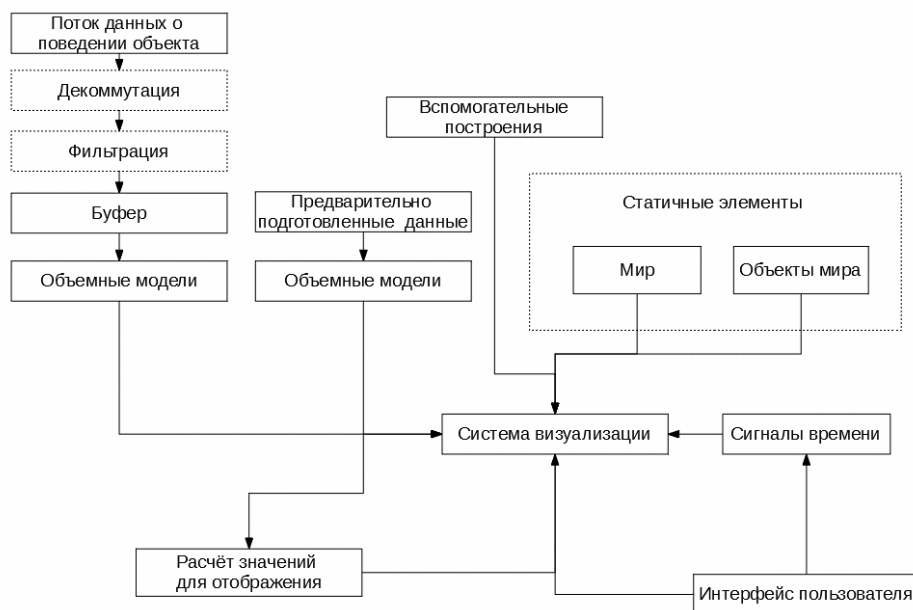 Поток данных о
поведении объекта
Декоммутация
Фильтрация
Буфер
Объемные модели
Предварительно
подготовленные данные
Объемные модели
Вспомогательные
построения
Статичные элементы
Мир
Объекты мира
Система визуализации
Сигналы времени
Расчёт значений
для отображения
Интерфейс пользователя